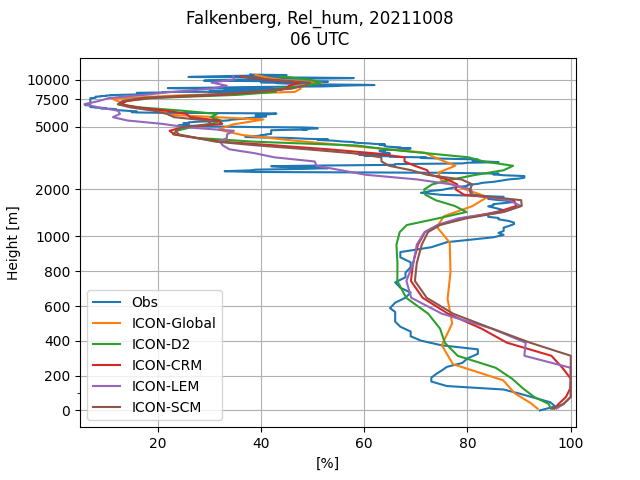 Falkenberg, Rel_hum, 20211008
06 UTC
10000
7500
5000
2000
1000
800
600
400
200
0
Height [m]
Obs
ICON-Global
ICON-D2
ICON-CRM
ICON-LEM
ICON-SCM
20 40 60 80 100
[%]